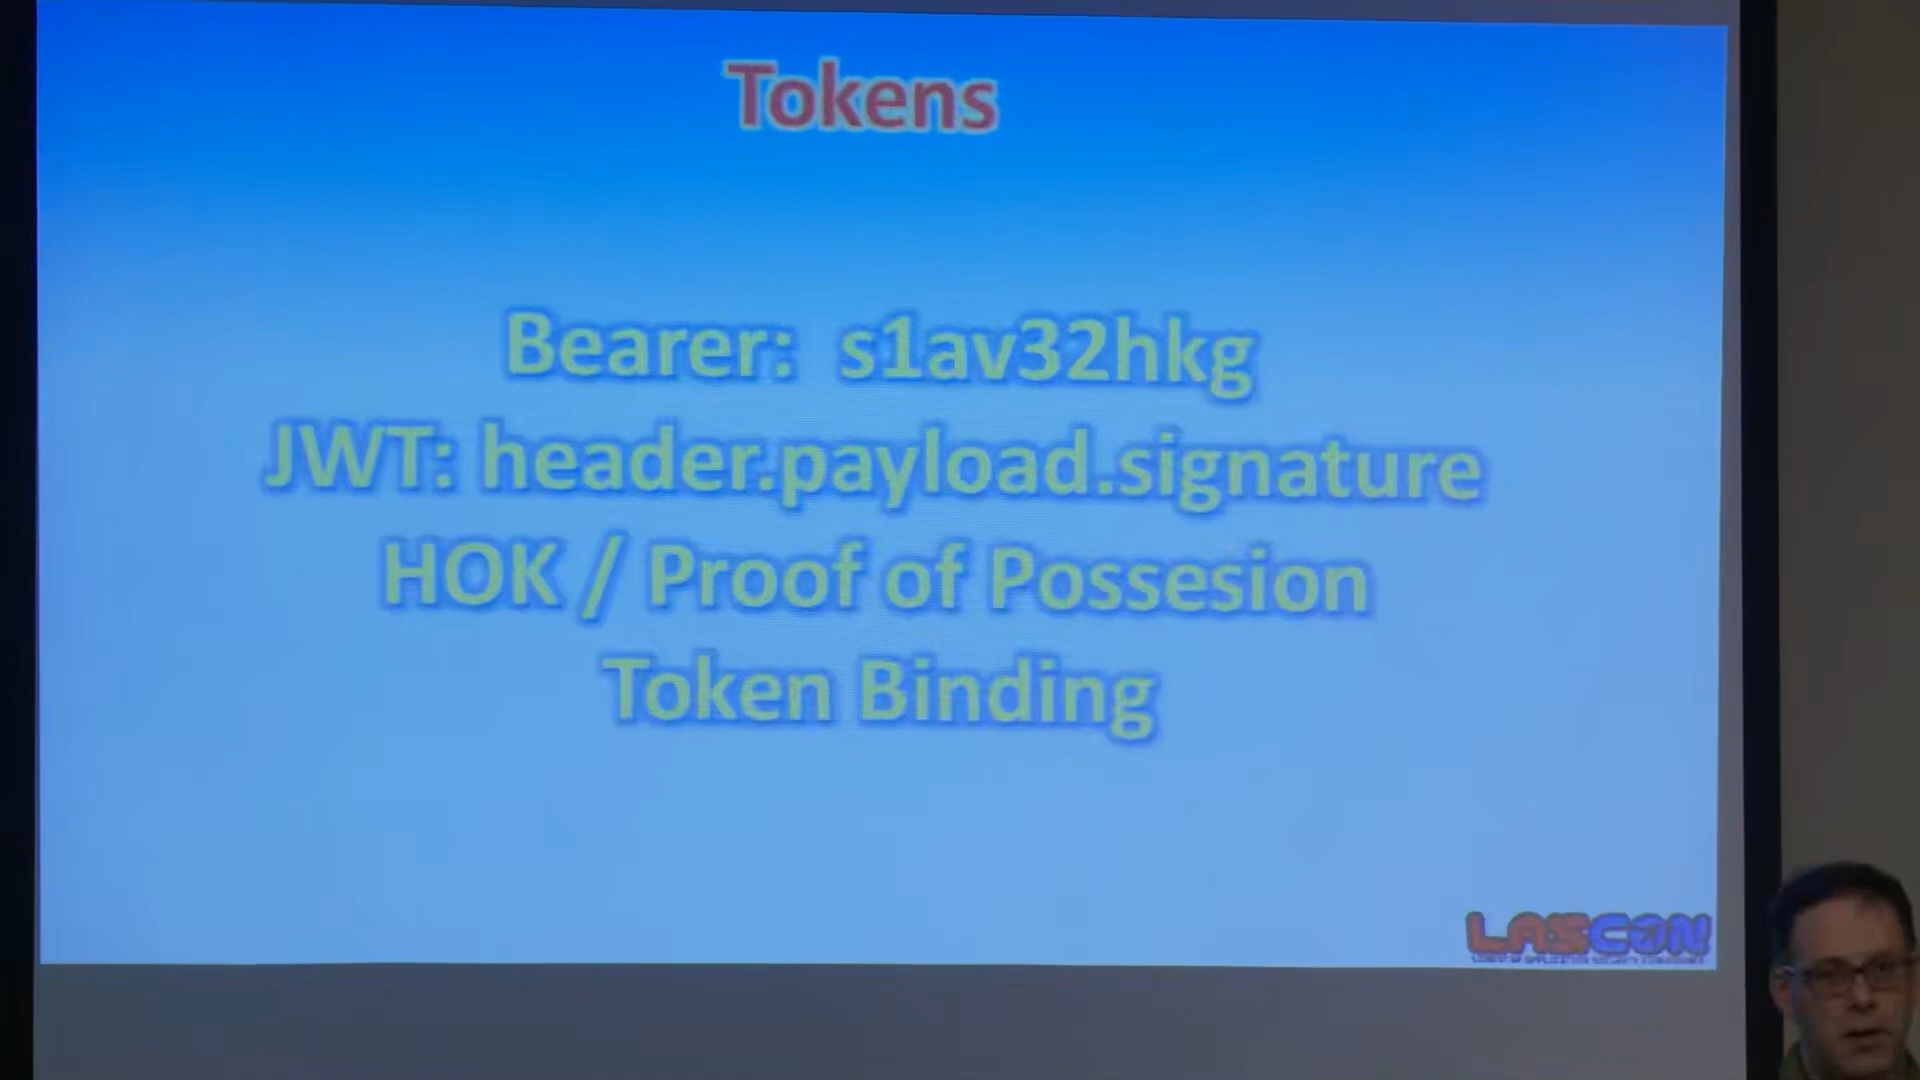 Tokens
Bearer: s1av32hkg
JWT: header.payload.signature
HOK / Proof of Possesion
Token Binding
LASCON